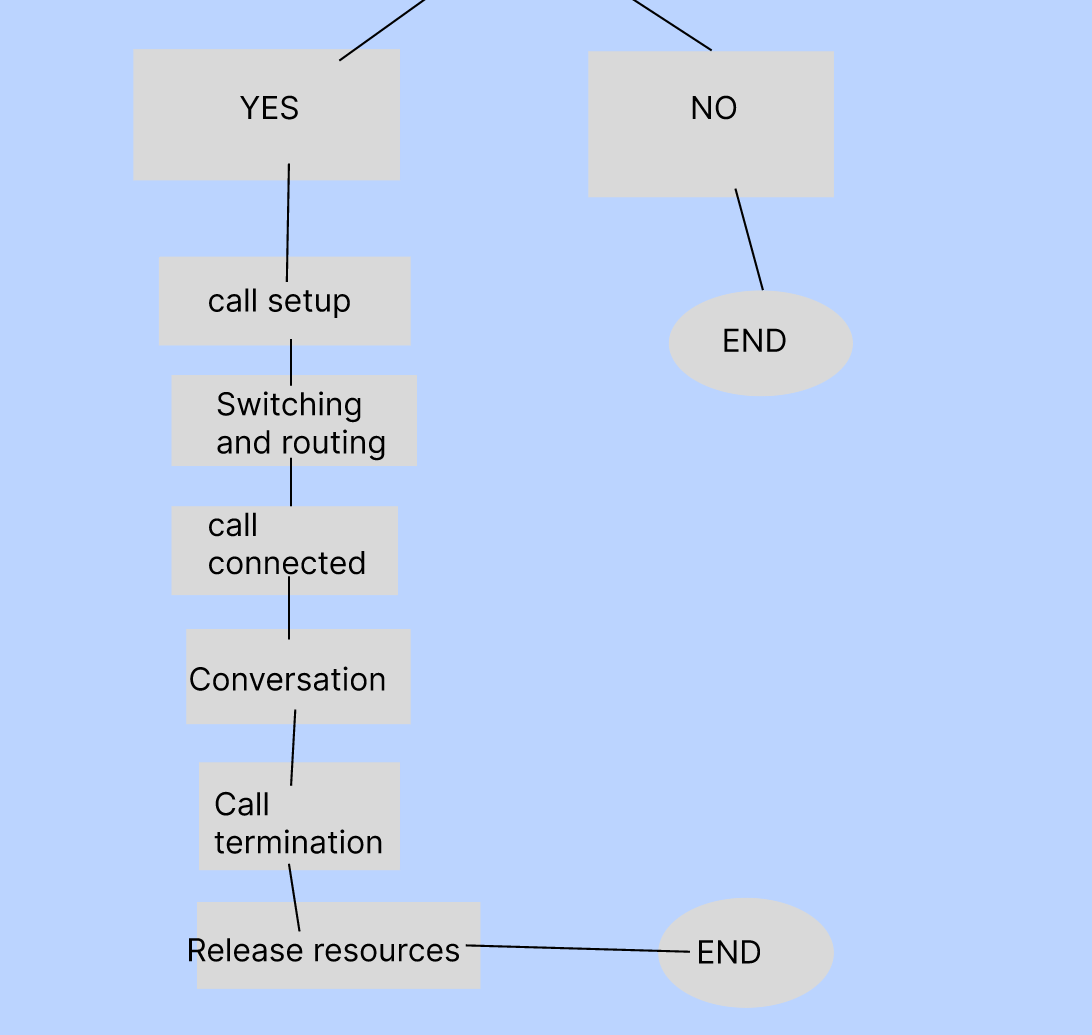 YES
NO
call setup
END
Switching
and routing
call
connected
Conversation
Call
termination
Release resources
END